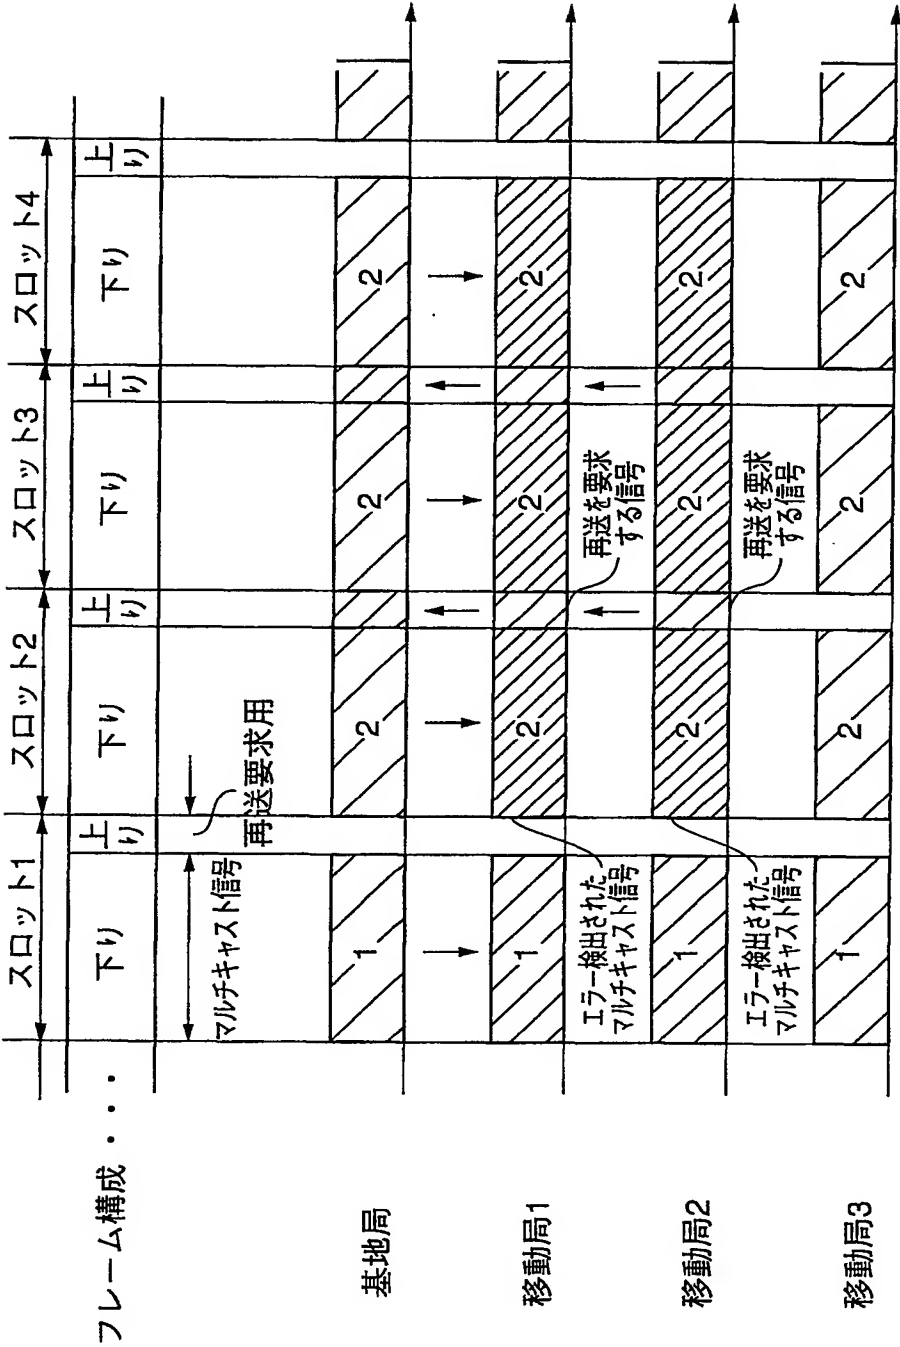 スロット1 スロット2 スロット3 スロット4
フレーム構成 ・・・ 下り 上り 下り 上り 下り 上り 下り 上り
マルチキャスト信号
再送要求用
基地局 1 2 2 2
移動局1 1 2 2 2
エラー検出された
マルチキャスト信号
再送を要求
する信号
移動局2 1 2 2 2
エラー検出された
マルチキャスト信号
再送を要求
する信号
移動局3 1 2 2 2